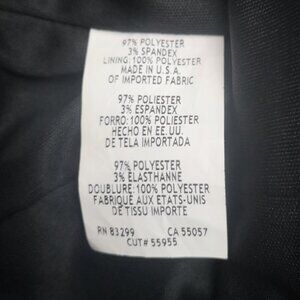 97% POLYESTER
3% SPANDEX
LINING: 100% POLYESTER
MADE IN U.S.A.
OF IMPORTED FABRIC
97% POLIESTER
3% ESPANDEX
FORRO: 100% POLIESTER
HECHO EN EE. UU.
DE TELA IMPORTADA
97% POLYESTER
3% ELASTHANNE
DOUBLURE: 100% POLYESTER
FABRIQUÉ AUX ETATS-UNIS
DE TISSU IMPORTE
RN 83299 CA 55057
CUT# 55955